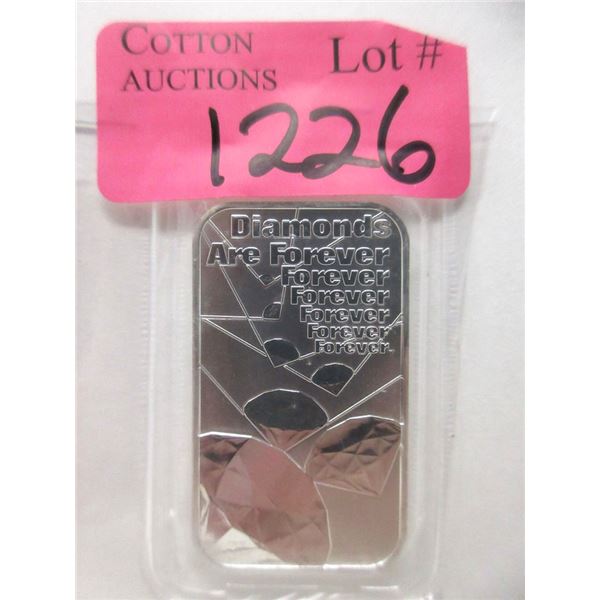 COTTON
AUCTIONS
Lot #
1226
Diamonds
Are Forever
Forever
Forever
Forever
Forever
Forever